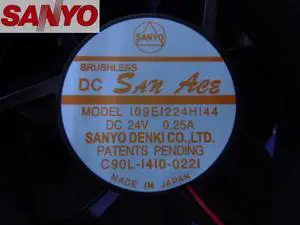 SANYO
SANYO
BRUSHLESS
DC SAN ACE
MODEL 109E1224H144
DC 24V 0.25A
SANYO DENKI CO.,LTD.
PATENTS PENDING
C90L-1410-0221
MADE IN JAPAN